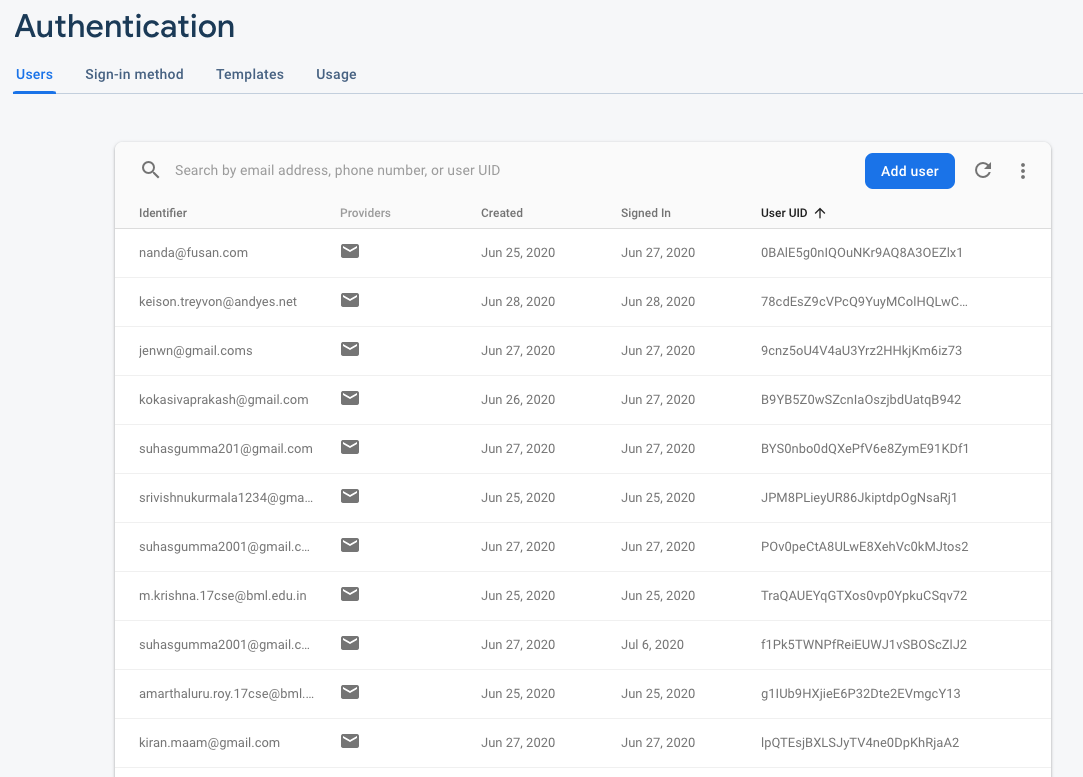 Authentication
Users Sign-in method Templates Usage
Search by email address, phone number, or user UID Add user
Identifier Providers Created Signed In User UID
nanda@fusan.com Jun 25, 2020 Jun 27, 2020 0BAlE5g0nIQOuNKr9AQ8A3OEZlx1
keison.treyvon@andyes.net Jun 28, 2020 Jun 28, 2020 78cdEsZ9cVPcQ9YuyMColHQLwC...
jenwn@gmail.coms Jun 27, 2020 Jun 27, 2020 9cnz5oU4V4aU3Yrz2HHkjKm6iz73
kokasivaprakash@gmail.com Jun 26, 2020 Jun 27, 2020 B9YB5Z0wSZcnIaOszjbdUatqB942
suhasgumma201@gmail.com Jun 27, 2020 Jun 27, 2020 BYS0nbo0dQXePfV6e8ZymE91KDf1
srivishnukurmala1234@gma... Jun 25, 2020 Jun 25, 2020 JPM8PLieyUR86JkiptdpOgNsaRj1
suhasgumma2001@gmail.c... Jun 27, 2020 Jun 27, 2020 POv0peCtA8ULwE8XehVc0kMJtos2
m.krishna.17cse@bml.edu.in Jun 25, 2020 Jun 25, 2020 TraQAUEYqGTXos0vp0YpkuCSqv72
suhasgumma2001@gmail.c... Jun 27, 2020 Jul 6, 2020 f1Pk5TWNPfReiEUWJ1vSBOScZlJ2
amarthaluru.roy.17cse@bml.... Jun 25, 2020 Jun 25, 2020 g1IUb9HXjieE6P32Dte2EVmgcY13
kiran.maam@gmail.com Jun 27, 2020 Jun 27, 2020 lpQTEsjBXLSJyTV4ne0DpKhRjaA2